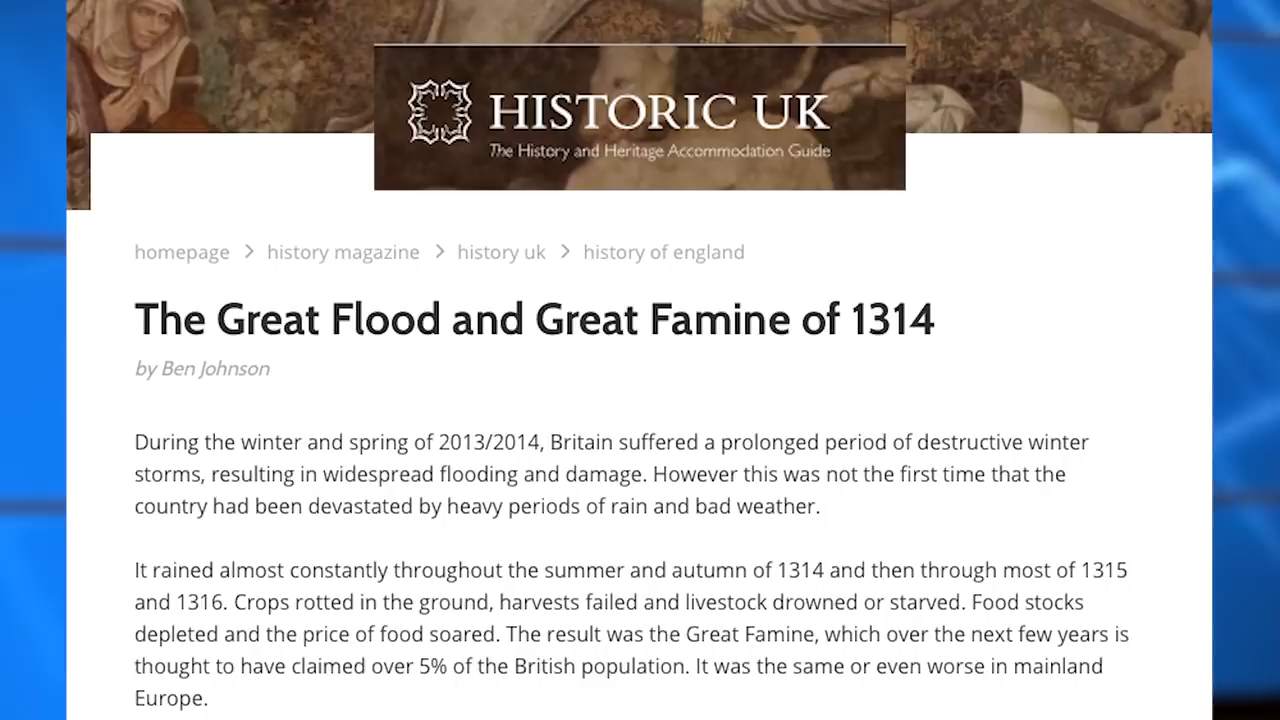 HISTORIC UK
The History and Heritage Accommodation Guide
homepage > history magazine > history uk > history of england
The Great Flood and Great Famine of 1314
by Ben Johnson
During the winter and spring of 2013/2014, Britain suffered a prolonged period of destructive winter
storms, resulting in widespread flooding and damage. However this was not the first time that the
country had been devastated by heavy periods of rain and bad weather.
It rained almost constantly throughout the summer and autumn of 1314 and then through most of 1315
and 1316. Crops rotted in the ground, harvests failed and livestock drowned or starved. Food stocks
depleted and the price of food soared. The result was the Great Famine, which over the next few years is
thought to have claimed over 5% of the British population. It was the same or even worse in mainland
Europe.